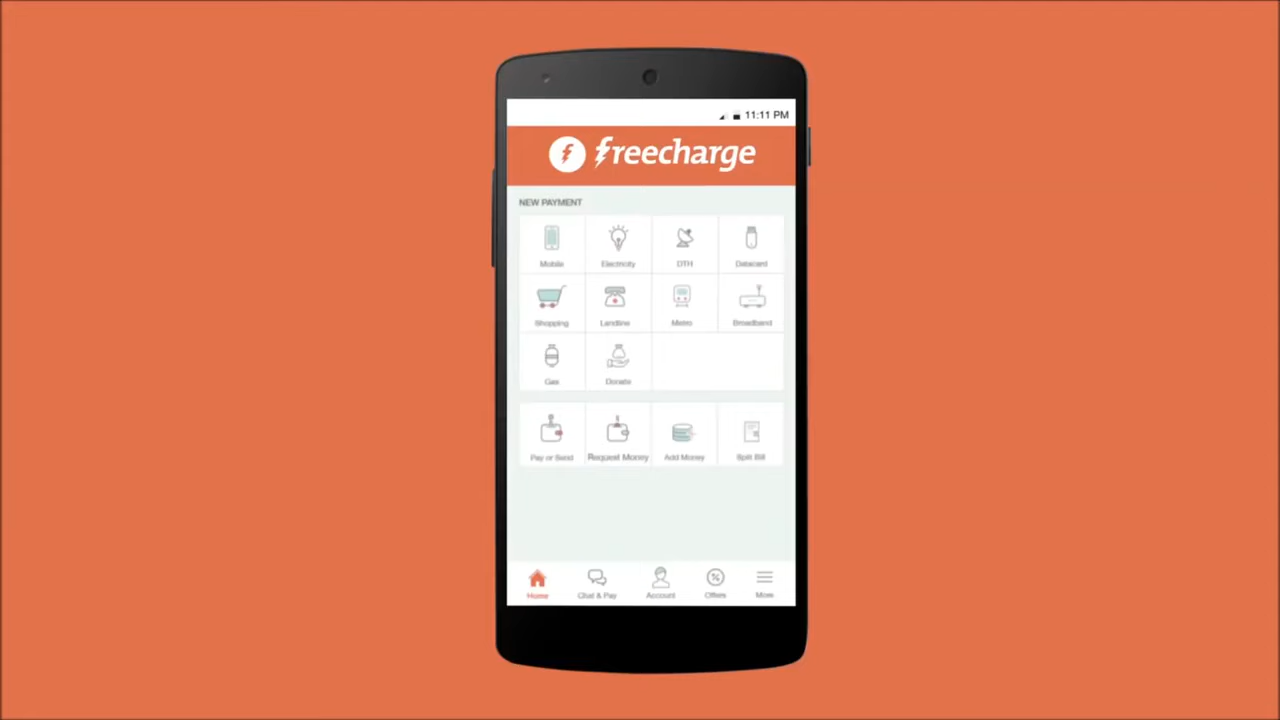 11:11 PM
freecharge
NEW PAYMENT
Mobile Electricity DTH Datacard
Shopping Landline Metro Broadband
Gas Donate
Pay or Send Request Money Add Money Split Bill
Home Chat & Pay Account Offers More